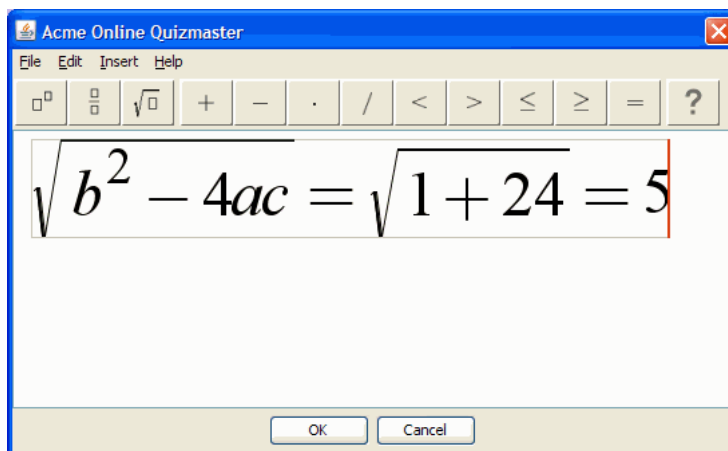 Acme Online Quizmaster
File Edit Insert Help
□^□ □/□ √□ + − · / < > ≤ ≥ = ?
√(b² − 4ac) = √(1 + 24) = 5
OK Cancel